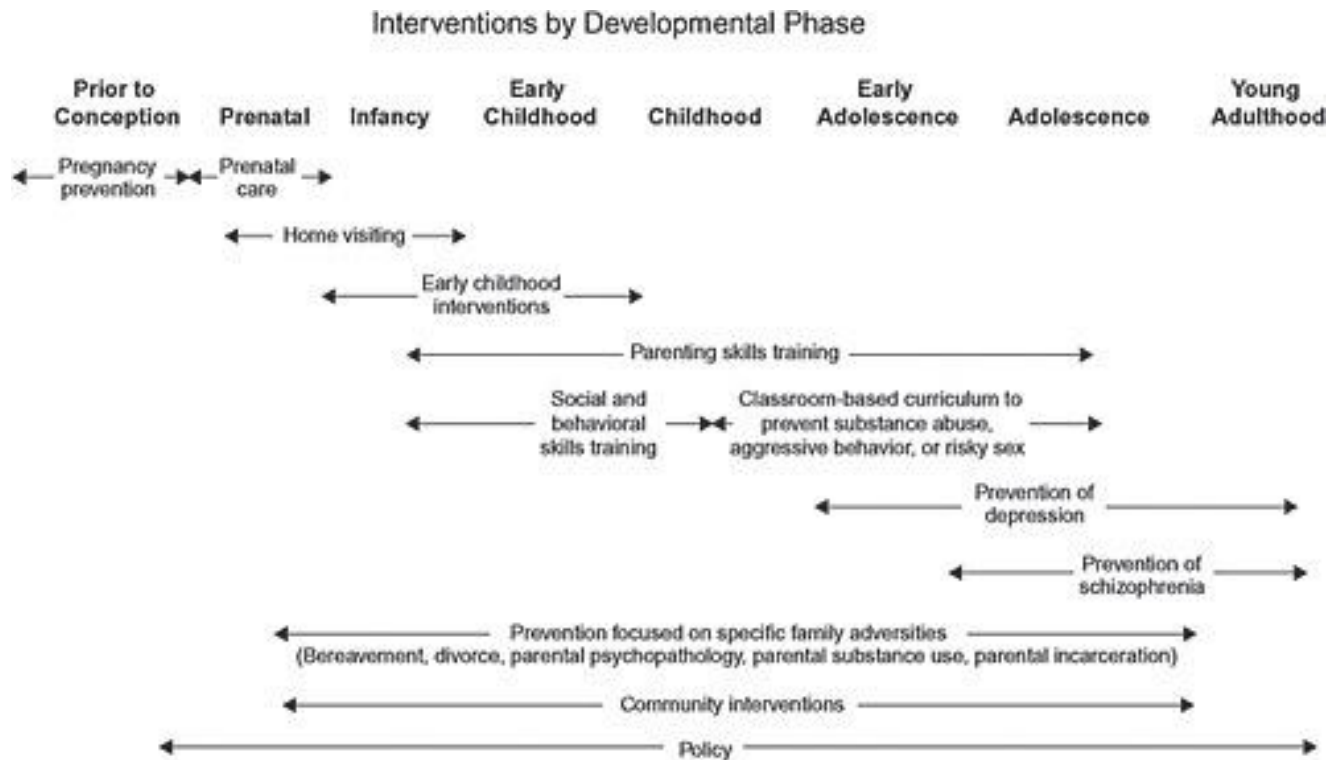 Interventions by Developmental Phase
Prior to Conception
Prenatal
Infancy
Early Childhood
Childhood
Early Adolescence
Adolescence
Young Adulthood
Pregnancy
prevention
Prenatal
care
Home visiting
Early childhood
interventions
Parenting skills training
Social and
behavioral
skills training
Classroom-based curriculum to
prevent substance abuse,
aggressive behavior, or risky sex
Prevention of
depression
Prevention of
schizophrenia
Prevention focused on specific family adversities
(Bereavement, divorce, parental psychopathology, parental substance use, parental incarceration)
Community interventions
Policy